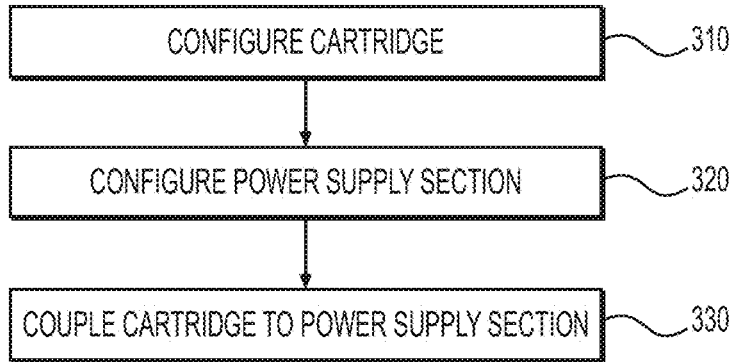 CONFIGURE CARTRIDGE 310
CONFIGURE POWER SUPPLY SECTION 320
COUPLE CARTRIDGE TO POWER SUPPLY SECTION 330